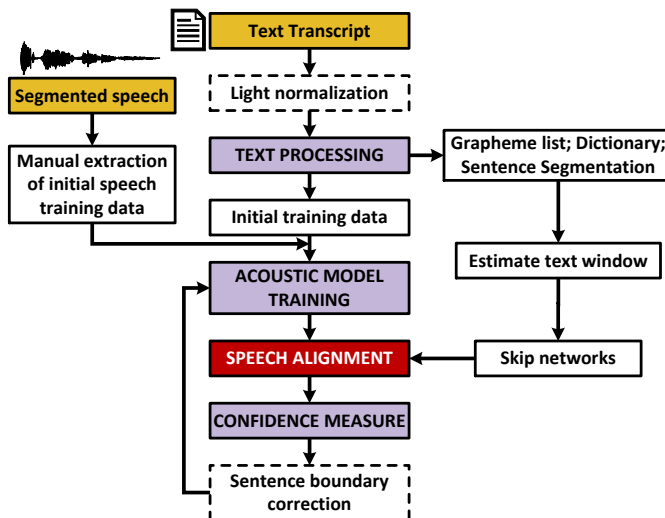 Text Transcript
Light normalization
Segmented speech
TEXT PROCESSING
Grapheme list; Dictionary;
Sentence Segmentation
Manual extraction
of initial speech
training data
Initial training data
Estimate text window
ACOUSTIC MODEL
TRAINING
SPEECH ALIGNMENT
Skip networks
CONFIDENCE MEASURE
Sentence boundary
correction